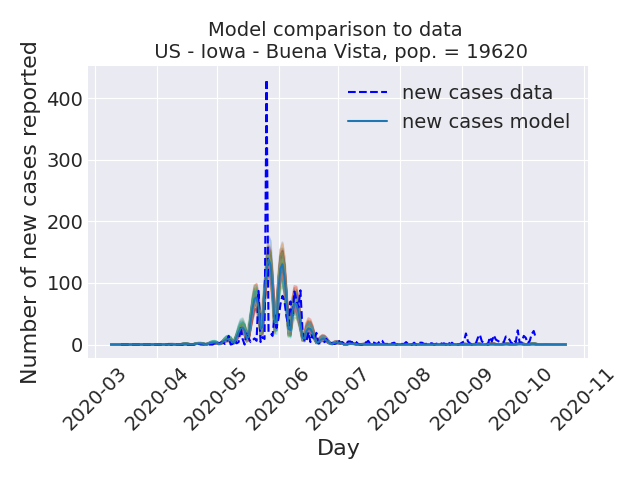 Model comparison to data
US - Iowa - Buena Vista, pop. = 19620
Number of new cases reported
400
300
200
100
0
new cases data
new cases model
2020-03
2020-04
2020-05
2020-06
2020-07
2020-08
2020-09
2020-10
2020-11
Day